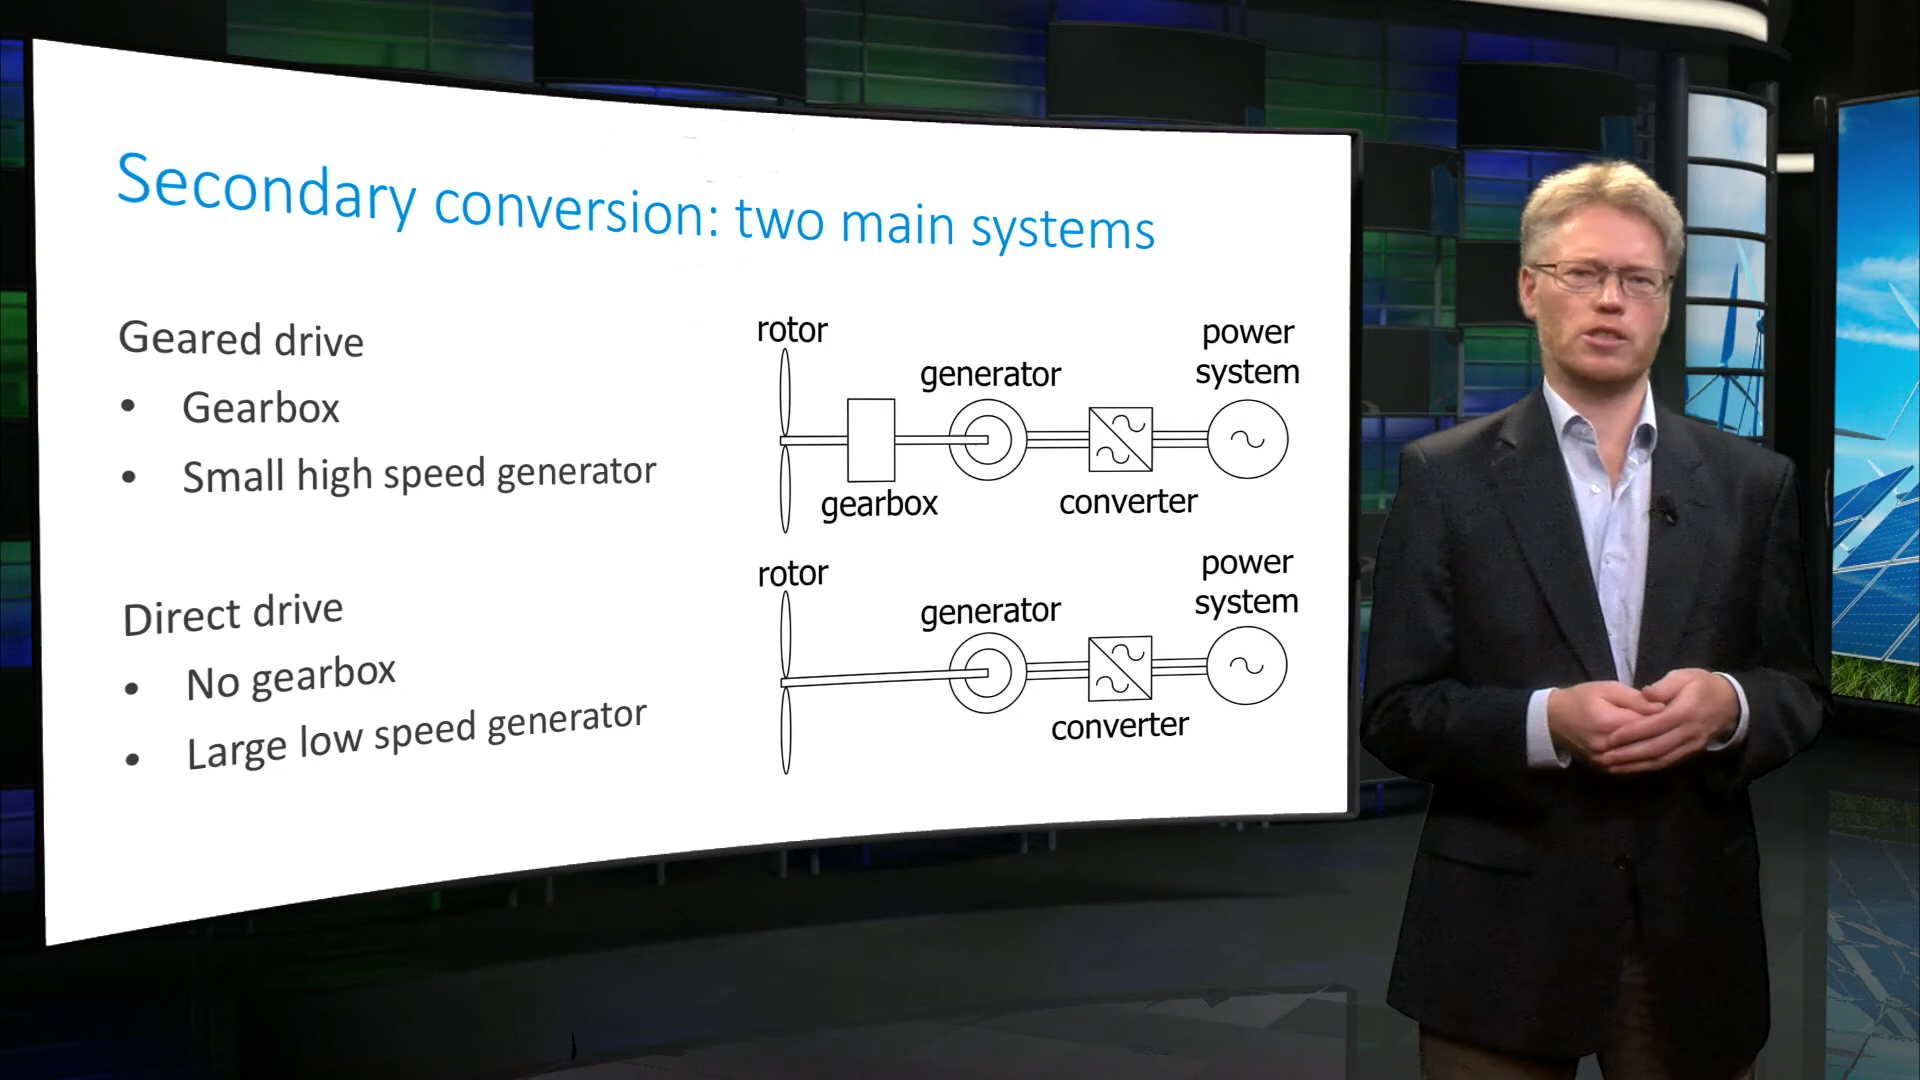 Secondary conversion: two main systems
Geared drive
• Gearbox
• Small high speed generator
Direct drive
• No gearbox
• Large low speed generator
rotor
generator
power
system
gearbox
converter
rotor
generator
power
system
converter